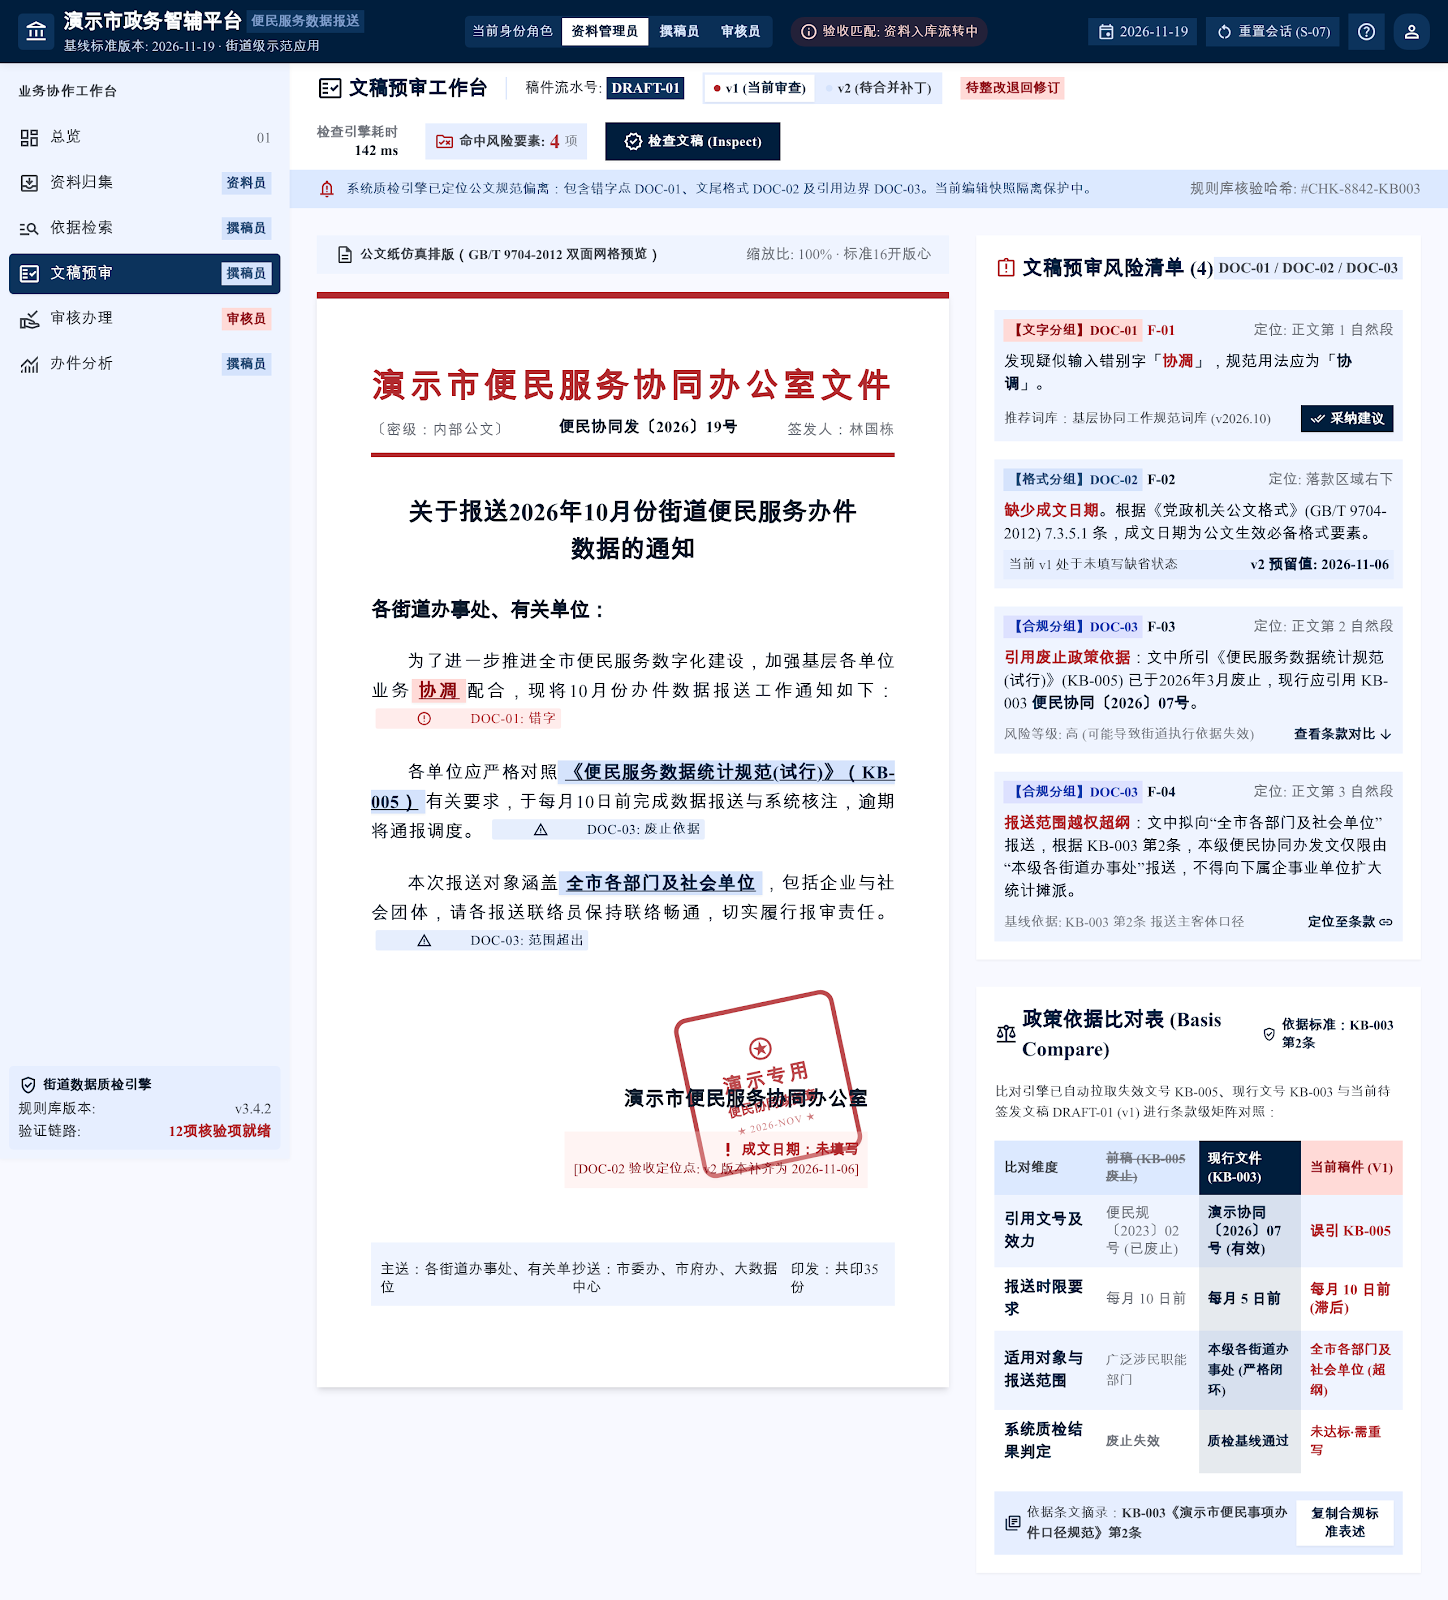 演示市政务智辅平台 便民服务数据报送
基线标准版本: 2026-11-19 · 街道级示范应用
当前身份角色 资料管理员 撰稿员 审核员
验收匹配: 资料入库流转中
2026-11-19
重置会话 (S-07)
业务协作工作台
总览 01
资料归集 资料员
依据检索 撰稿员
文稿预审 撰稿员
审核办理 审核员
办件分析 撰稿员
街道数据质检引擎
规则库版本: v3.4.2
验证链路: 12项核验项就绪
文稿预审工作台
稿件流水号: DRAFT-01
v1 (当前审查) v2 (待合并补丁)
待整改退回修订
检查引擎耗时
142 ms
命中风险要素: 4 项
检查文稿 (Inspect)
系统质检引擎已定位公文规范偏离：包含错字点 DOC-01、文尾格式 DOC-02 及引用边界 DOC-03。当前编辑快照隔离保护中。
规则库核验哈希: #CHK-8842-KB003
公文纸仿真排版（GB/T 9704-2012 双面网格预览）
缩放比: 100% · 标准16开版心
演示市便民服务协同办公室文件
〔密级：内部公文〕 便民协同发〔2026〕19号 签发人：林国栋
关于报送2026年10月份街道便民服务办件
数据的通知
各街道办事处、有关单位：
为了进一步推进全市便民服务数字化建设，加强基层各单位
业务 协凋 配合，现将10月份办件数据报送工作通知如下：
DOC-01: 错字
各单位应严格对照 《便民服务数据统计规范(试行)》（KB-
005） 有关要求，于每月10日前完成数据报送与系统核注，逾期
将通报调度。 DOC-03: 废止依据
本次报送对象涵盖 全市各部门及社会单位 ，包括企业与社
会团体，请各报送联络员保持联络畅通，切实履行报审责任。
DOC-03: 范围超出
演示专用
演示市便民服务协同办公室
★ 2026-NOV ★
! 成文日期：未填写
[DOC-02 验收定位点: v2 版本补齐为 2026-11-06]
主送：各街道办事处、有关单
位
抄送：市委办、市府办、大数据
中心
印发：共印35
份
文稿预审风险清单 (4) DOC-01 / DOC-02 / DOC-03
【文字分组】DOC-01 F-01 定位: 正文第 1 自然段
发现疑似输入错别字「协凋」，规范用法应为「协
调」。
推荐词库：基层协同工作规范词库 (v2026.10) 采纳建议
【格式分组】DOC-02 F-02 定位: 落款区域右下
缺少成文日期。根据《党政机关公文格式》(GB/T 9704-
2012) 7.3.5.1 条，成文日期为公文生效必备格式要素。
当前 v1 处于未填写缺省状态 v2 预留值: 2026-11-06
【合规分组】DOC-03 F-03 定位: 正文第 2 自然段
引用废止政策依据：文中所引《便民服务数据统计规范
(试行)》(KB-005) 已于2026年3月废止，现行应引用 KB-
003 便民协同〔2026〕07号。
风险等级: 高 (可能导致街道执行依据失效) 查看条款对比
【合规分组】DOC-03 F-04 定位: 正文第 3 自然段
报送范围越权超纲：文中拟向“全市各部门及社会单位”
报送，根据 KB-003 第2条，本级便民协同办发文仅限由
“本级各街道办事处”报送，不得向下属企事业单位扩大
统计摊派。
基线依据: KB-003 第2条 报送主客体口径 定位至条款
政策依据比对表 (Basis
Compare)
依据标准：KB-003
第2条
比对引擎已自动拉取失效文号 KB-005、现行文号 KB-003 与当前待
签发文稿 DRAFT-01 (v1) 进行条款级矩阵对照：
比对维度
前稿 (KB-005
废止)
现行文件
(KB-003)
当前稿件 (V1)
引用文号及
效力
便民规
〔2023〕02
号 (已废止)
演示协同
〔2026〕07
号 (有效)
误引 KB-005
报送时限要
求
每月 10 日前
每月 5 日前
每月 10 日前
(滞后)
适用对象与
报送范围
广泛涉民职能
部门
本级各街道办
事处 (严格闭
环)
全市各部门及
社会单位 (超
纲)
系统质检结
果判定
废止失效
质检基线通过
未达标·需重
写
依据条文摘录：KB-003《演示市便民事项办
件口径规范》第2条
复制合规标
准表述